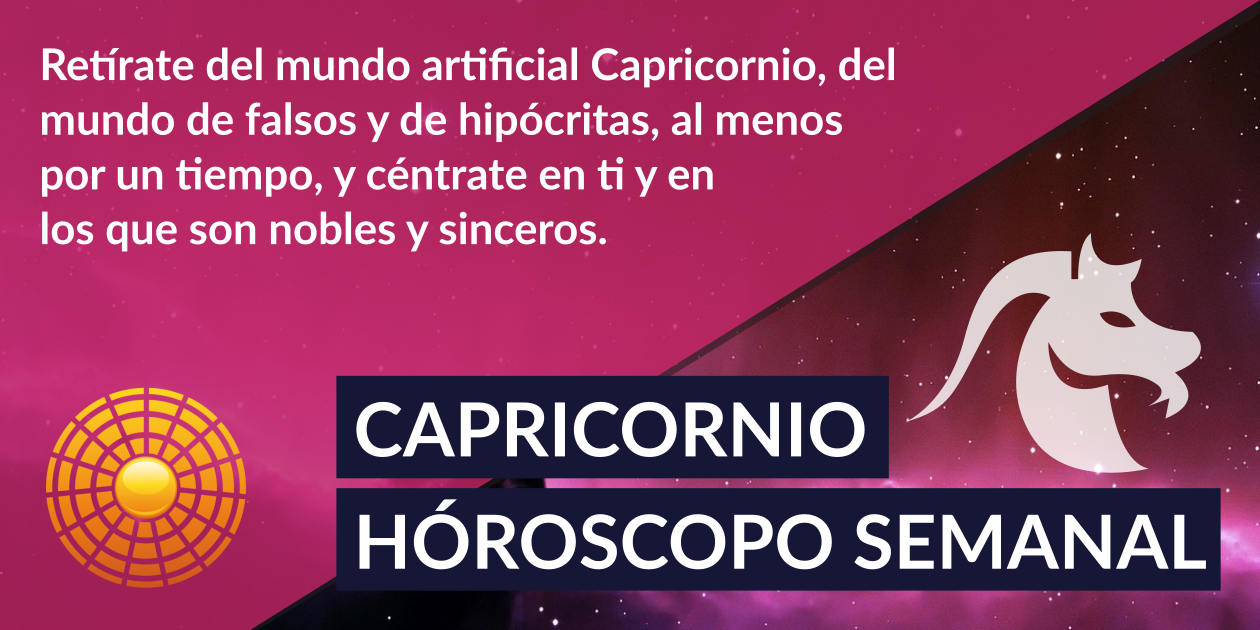 Retírate del mundo artificial Capricornio, del
mundo de falsos y de hipócritas, al menos
por un tiempo, y céntrate en ti y en
los que son nobles y sinceros.
CAPRICORNIO
HÓROSCOPO SEMANAL